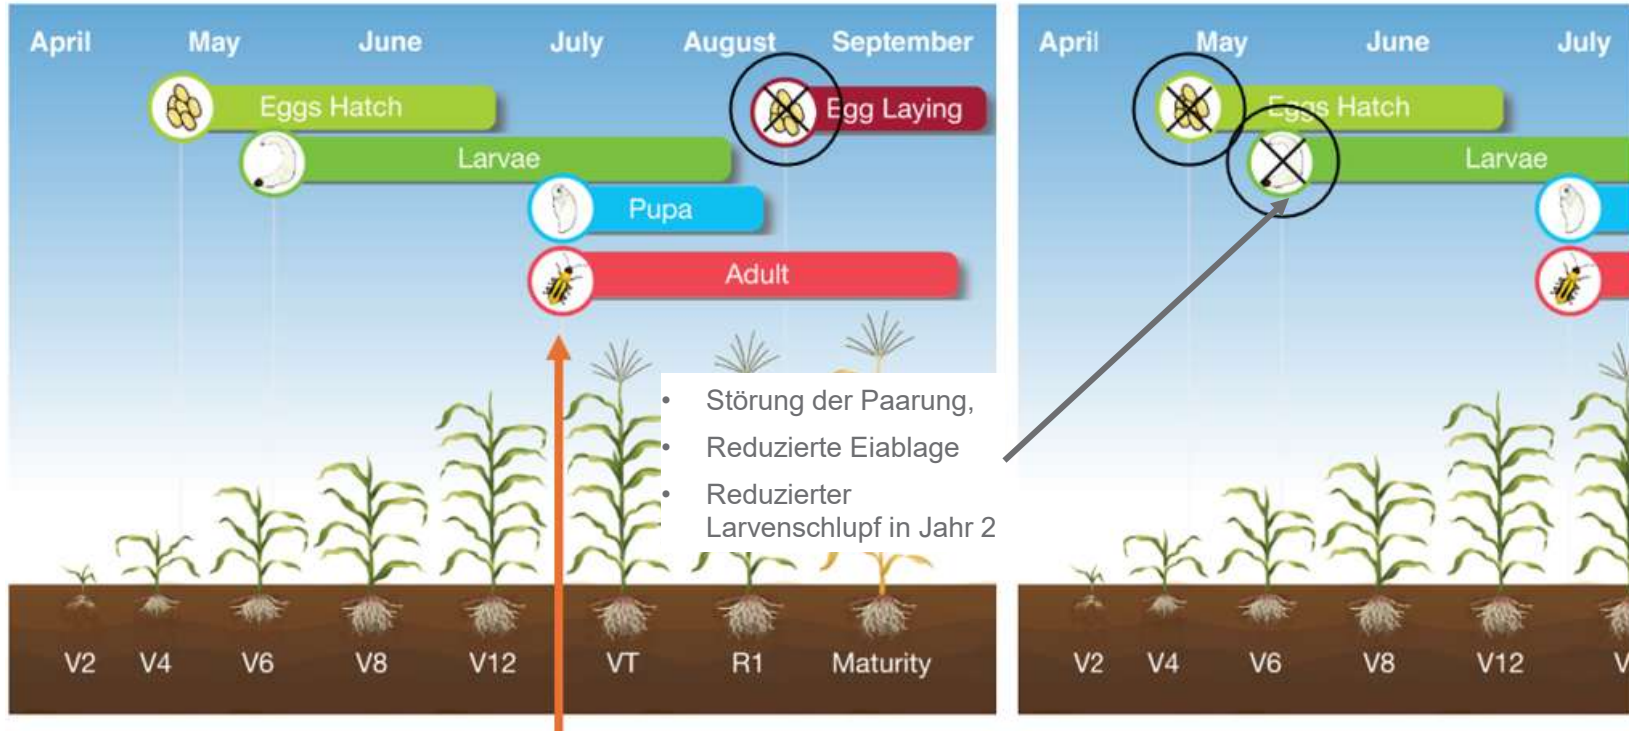 April May June July August September
Eggs Hatch
Egg Laying
Larvae
Pupa
Adult
• Störung der Paarung,
• Reduzierte Eiablage
• Reduzierter
Larvenschlupf in Jahr 2
V2 V4 V6 V8 V12 VT R1 Maturity
April May June July
Eggs Hatch
Larvae
V2 V4 V6 V8 V12 V